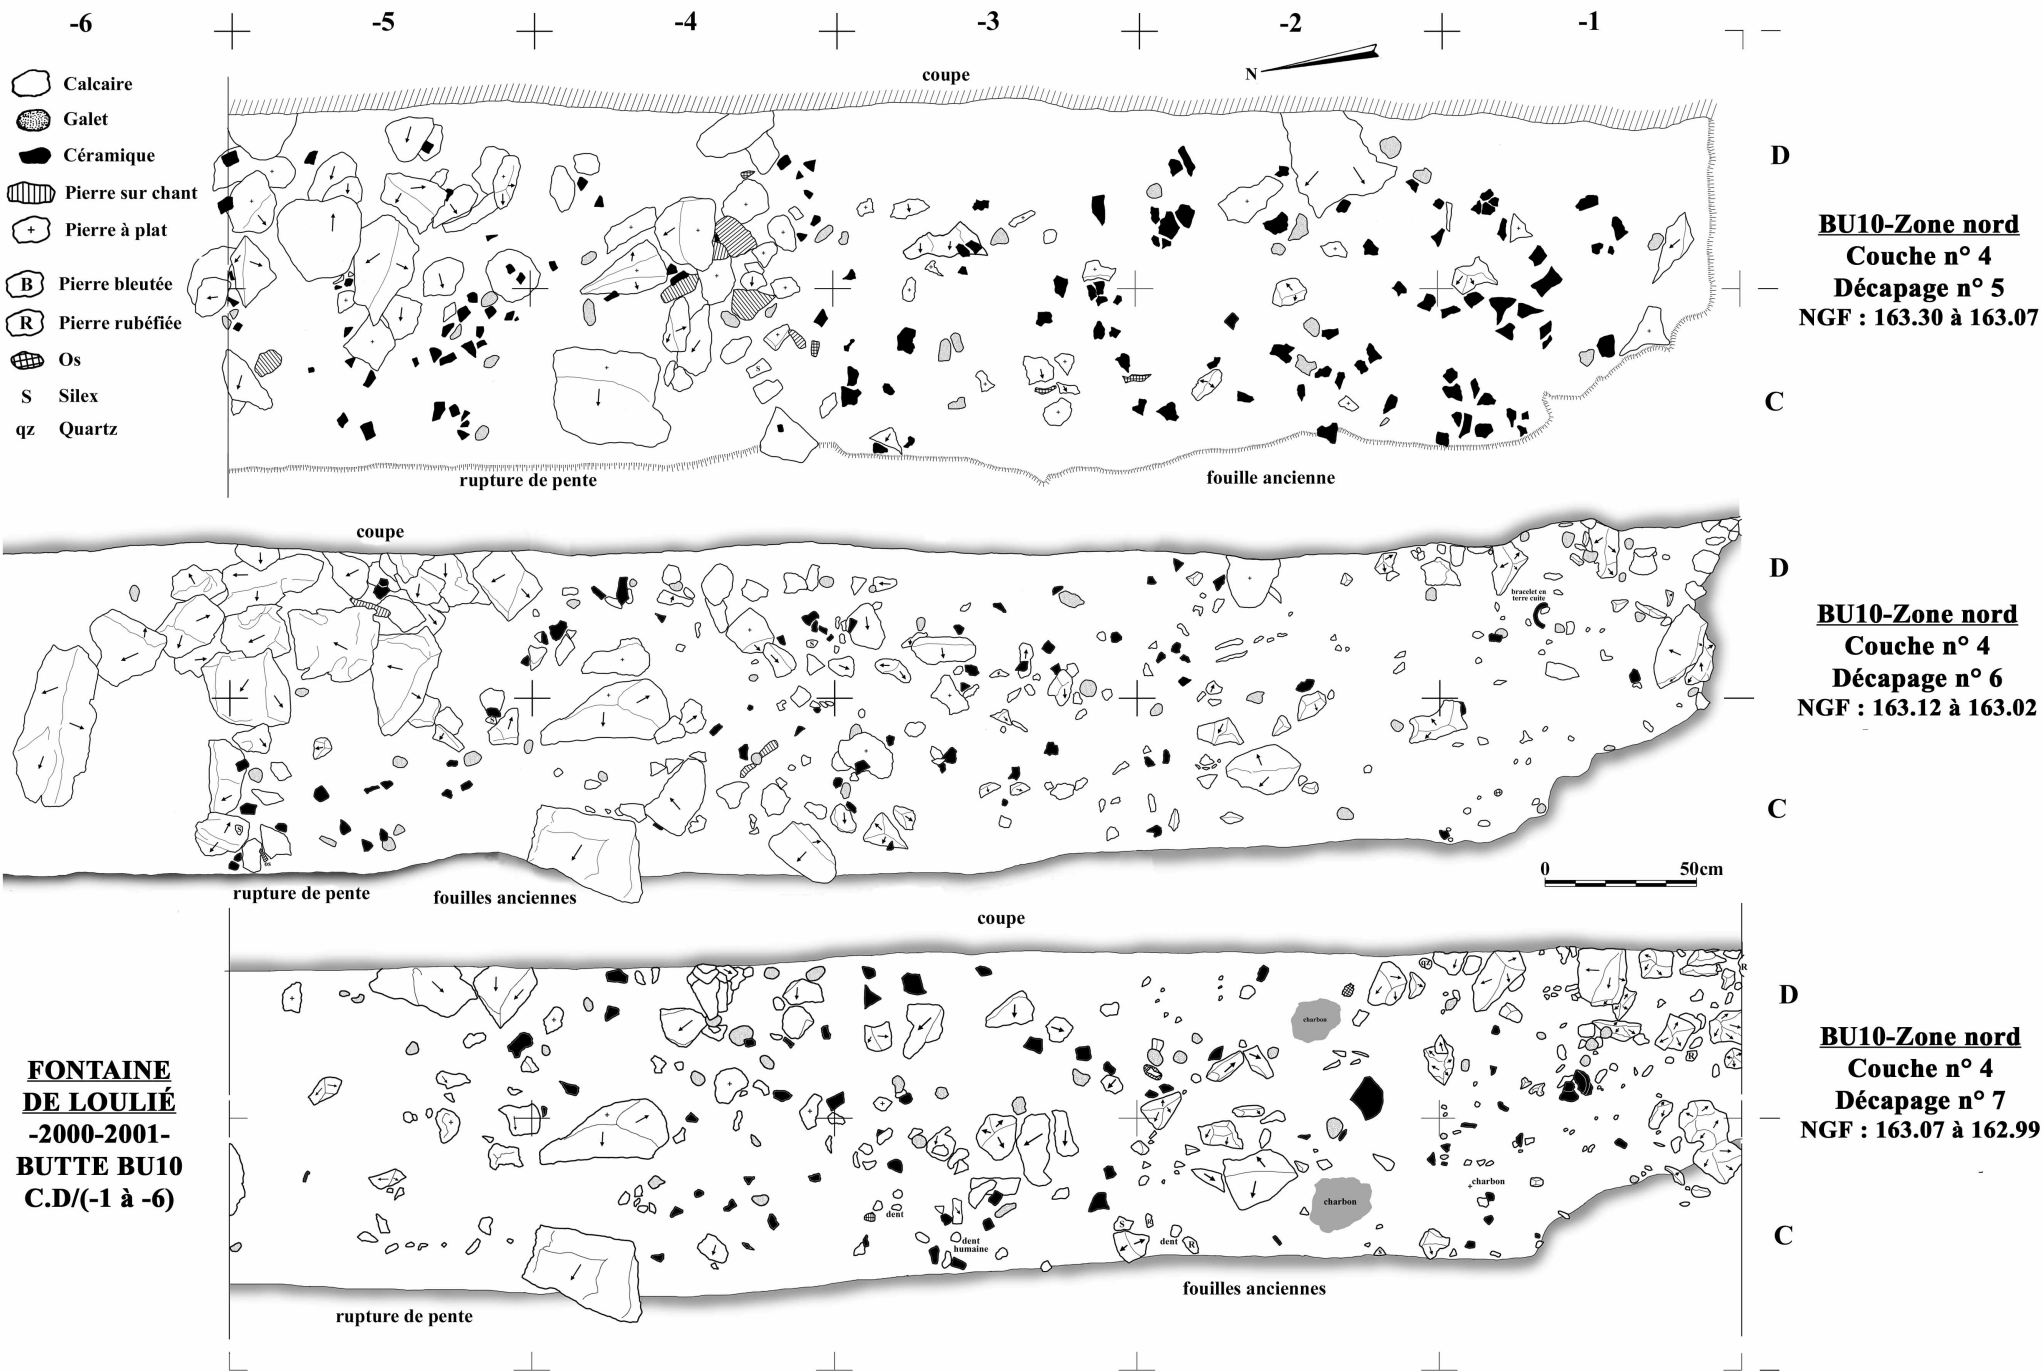 -6 -5 -4 -3 -2 -1
N
coupe
Calcaire
Galet
Céramique
Pierre sur chant
Pierre à plat
B Pierre bleutée
R Pierre rubéfiée
Os
S Silex
qz Quartz
D
BU10-Zone nord
Couche n° 4
Décapage n° 5
NGF : 163.30 à 163.07
S
C
rupture de pente
fouille ancienne
coupe
D
bracelet en
terre cuite
BU10-Zone nord
Couche n° 4
Décapage n° 6
NGF : 163.12 à 163.02
C
os
0 50cm
rupture de pente
fouilles anciennes
coupe
qz
R
D
charbon
R
FONTAINE
DE LOULIÉ
-2000-2001-
BUTTE BU10
C.D/(-1 à -6)
BU10-Zone nord
Couche n° 4
Décapage n° 7
NGF : 163.07 à 162.99
charbon
charbon
dent
S
R
dent
humaine
dent
R
C
fouilles anciennes
rupture de pente